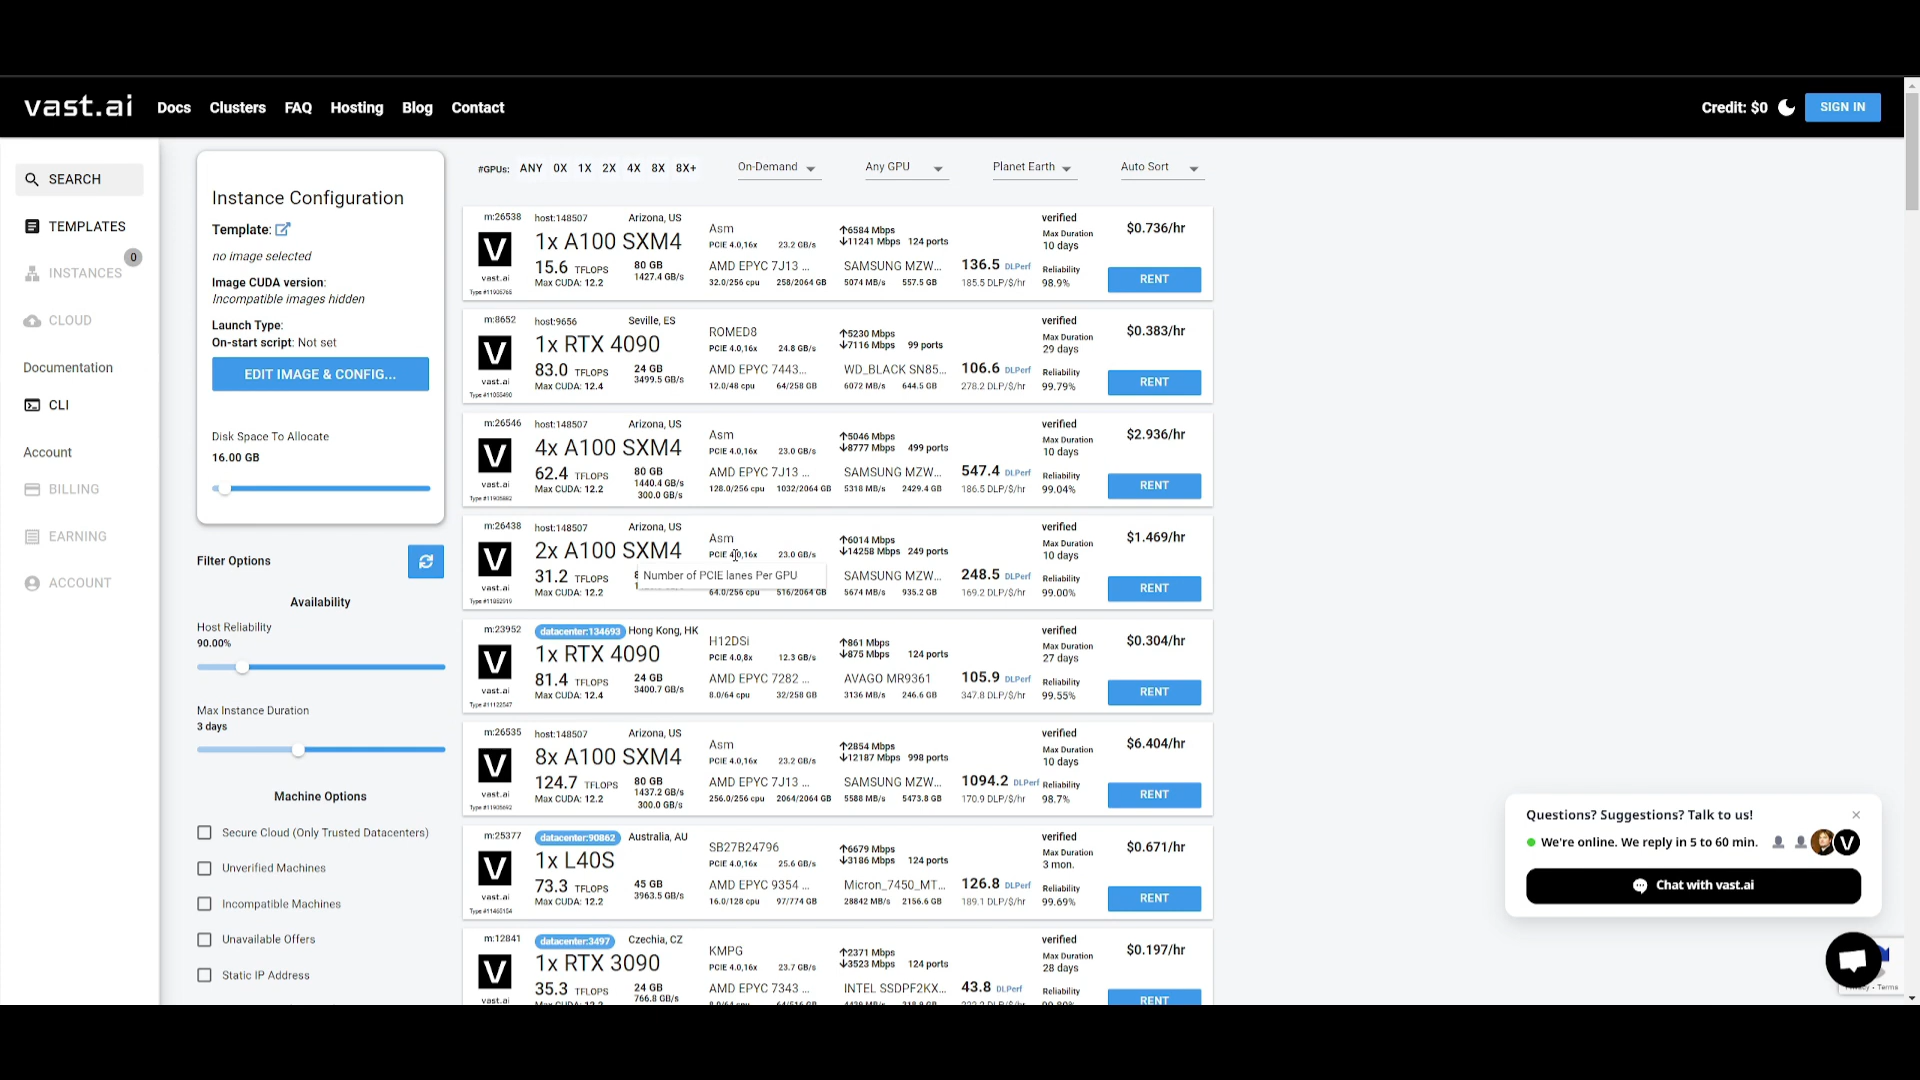 vast.ai Docs Clusters FAQ Hosting Blog Contact Credit: $0 SIGN IN
SEARCH
TEMPLATES
0
INSTANCES
CLOUD
Documentation
CLI
Account
BILLING
EARNING
ACCOUNT
Instance Configuration
Template:
no image selected
Image CUDA version:
Incompatible images hidden
Launch Type:
On-start script: Not set
EDIT IMAGE & CONFIG...
Disk Space To Allocate
16.00 GB
Filter Options
Availability
Host Reliability
90.00%
Max Instance Duration
3 days
Machine Options
Secure Cloud (Only Trusted Datacenters)
Unverified Machines
Incompatible Machines
Unavailable Offers
Static IP Address
#GPUs: ANY 0X 1X 2X 4X 8X 8X+ On-Demand Any GPU Planet Earth Auto Sort
m:26538 host:148507 Arizona, US verified
1x A100 SXM4 Asm ↑6584 Mbps Max Duration $0.736/hr
PCIE 4.0,16x 23.2 GB/s ↓11241 Mbps 124 ports 10 days
vast.ai 15.6 TFLOPS 80 GB AMD EPYC 7J13 ... SAMSUNG MZW... 136.5 DLPerf Reliability RENT
Type #11905765 Max CUDA: 12.2 1427.4 GB/s 32.0/256 cpu 258/2064 GB 5074 MB/s 557.5 GB 185.5 DLP/$/hr 98.9%
m:8652 host:9656 Seville, ES verified
1x RTX 4090 ROMED8 ↑5230 Mbps Max Duration $0.383/hr
PCIE 4.0,16x 24.8 GB/s ↓7116 Mbps 99 ports 29 days
vast.ai 83.0 TFLOPS 24 GB AMD EPYC 7443... WD_BLACK SN85... 106.6 DLPerf Reliability RENT
Type #11055490 Max CUDA: 12.4 3499.5 GB/s 12.0/48 cpu 64/258 GB 6072 MB/s 644.5 GB 278.2 DLP/$/hr 99.79%
m:26546 host:148507 Arizona, US verified
4x A100 SXM4 Asm ↑5046 Mbps Max Duration $2.936/hr
PCIE 4.0,16x 23.0 GB/s ↓8777 Mbps 499 ports 10 days
vast.ai 62.4 TFLOPS 80 GB AMD EPYC 7J13 ... SAMSUNG MZW... 547.4 DLPerf Reliability RENT
Type #11905882 Max CUDA: 12.2 1440.4 GB/s 300.0 GB/s 128.0/256 cpu 1032/2064 GB 5318 MB/s 2429.4 GB 186.5 DLP/$/hr 99.04%
m:26438 host:148507 Arizona, US verified
2x A100 SXM4 Asm ↑6014 Mbps Max Duration $1.469/hr
PCIE 4.0,16x 23.0 GB/s ↓14258 Mbps 249 ports 10 days
vast.ai 31.2 TFLOPS Number of PCIE lanes Per GPU SAMSUNG MZW... 248.5 DLPerf Reliability RENT
Max CUDA: 12.2 64.0/256 cpu 516/2064 GB 5674 MB/s 935.2 GB 169.2 DLP/$/hr 99.00%
m:23952 datacenter:134693 Hong Kong, HK verified
1x RTX 4090 H12DSi ↑861 Mbps Max Duration $0.304/hr
PCIE 4.0,8x 12.3 GB/s ↓875 Mbps 124 ports 27 days
vast.ai 81.4 TFLOPS 24 GB AMD EPYC 7282 ... AVAGO MR9361 105.9 DLPerf Reliability RENT
Type #11122547 Max CUDA: 12.4 3400.7 GB/s 8.0/64 cpu 32/258 GB 3136 MB/s 246.6 GB 347.8 DLP/$/hr 99.55%
m:26535 host:148507 Arizona, US verified
8x A100 SXM4 Asm ↑2854 Mbps Max Duration $6.404/hr
PCIE 4.0,16x 23.2 GB/s ↓12187 Mbps 998 ports 10 days
vast.ai 124.7 TFLOPS 80 GB AMD EPYC 7J13 ... SAMSUNG MZW... 1094.2 DLPerf Reliability RENT
Type #11905692 Max CUDA: 12.2 1437.2 GB/s 300.0 GB/s 256.0/256 cpu 2064/2064 GB 5588 MB/s 5473.8 GB 170.9 DLP/$/hr 98.7%
m:25377 datacenter:90862 Australia, AU verified
1x L40S SB27B24796 ↑6679 Mbps Max Duration $0.671/hr
PCIE 4.0,16x 25.6 GB/s ↓3186 Mbps 124 ports 3 mon.
vast.ai 73.3 TFLOPS 45 GB AMD EPYC 9354 ... Micron_7450_MT... 126.8 DLPerf Reliability RENT
Type #11460154 Max CUDA: 12.2 3963.5 GB/s 16.0/128 cpu 97/774 GB 28842 MB/s 2156.6 GB 189.1 DLP/$/hr 99.69%
m:12841 datacenter:3497 Czechia, CZ verified
1x RTX 3090 KMPG ↑2371 Mbps Max Duration $0.197/hr
PCIE 4.0,16x 23.7 GB/s ↓3523 Mbps 124 ports 28 days
vast.ai 35.3 TFLOPS 24 GB AMD EPYC 7343 ... INTEL SSDPF2KX... 43.8 DLPerf Reliability RENT
766.8 GB/s
Questions? Suggestions? Talk to us!
We're online. We reply in 5 to 60 min.
Chat with vast.ai
Terms